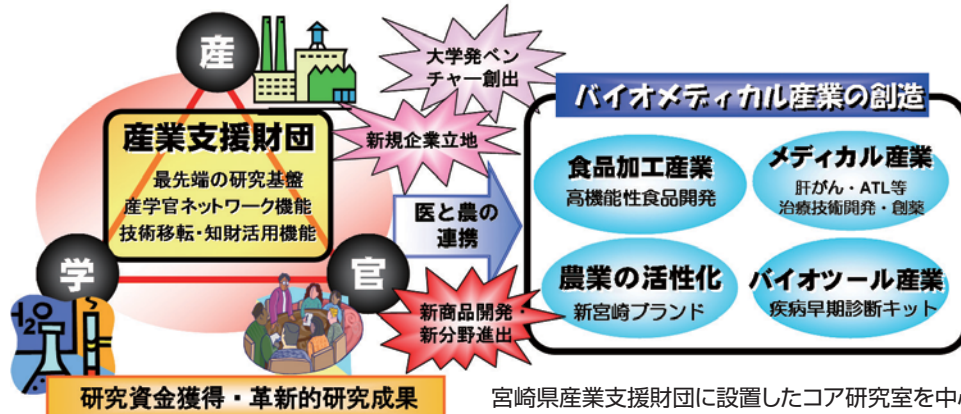 産
産業支援財団
最先端の研究基盤
産学官ネットワーク機能
技術移転・知財活用機能
学
官
H2O
研究資金獲得・革新的研究成果
大学発ベン
チャー創出
新規企業立地
医と農の
連携
新商品開発・
新分野進出
バイオメディカル産業の創造
食品加工産業
高機能性食品開発
メディカル産業
肝がん・ATL等
治療技術開発・創薬
農業の活性化
新宮崎ブランド
バイオツール産業
疾病早期診断キット
宮崎県産業支援財団に設置したコア研究室を中